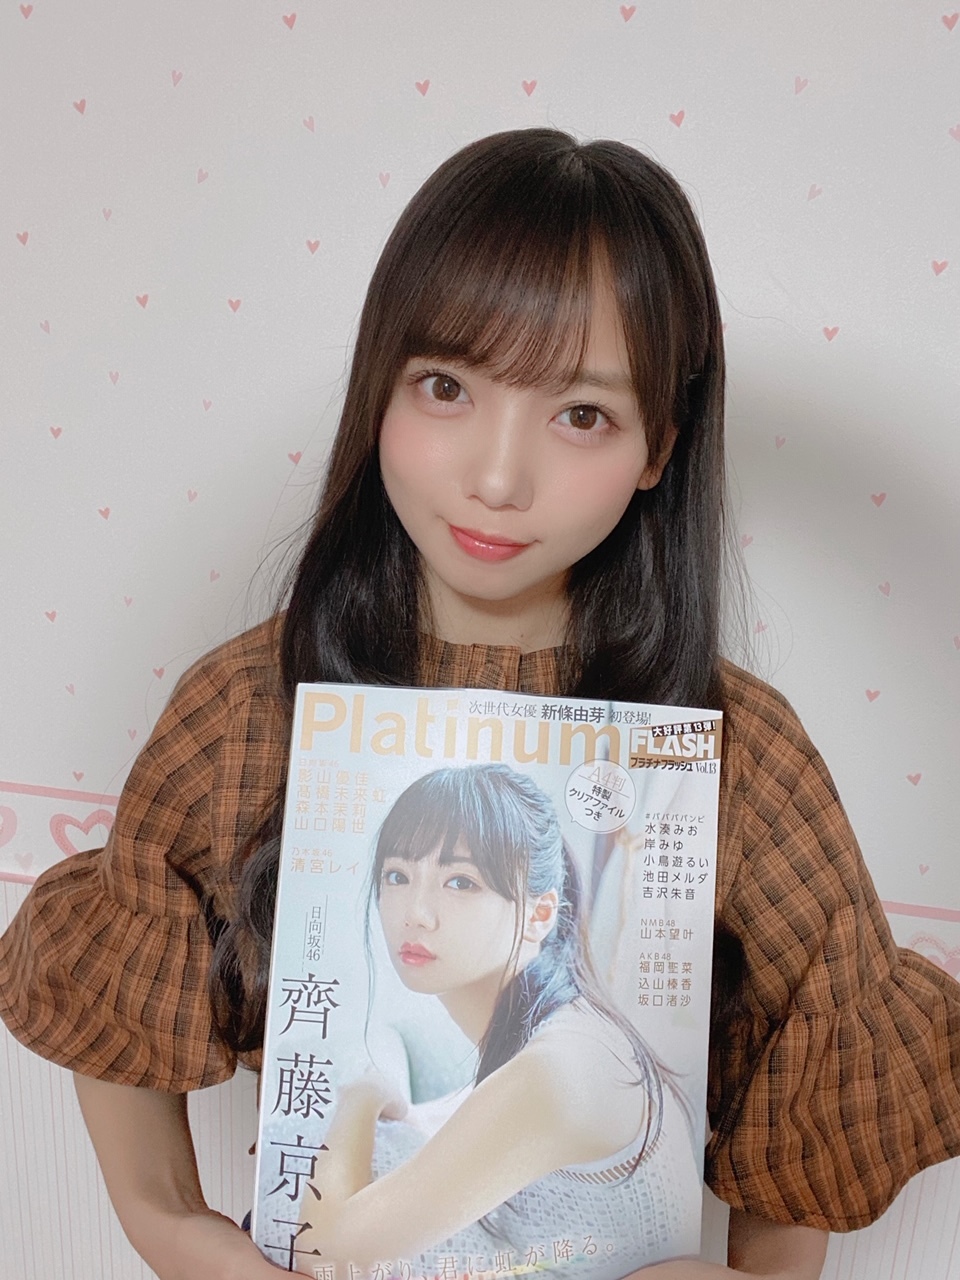 次世代女優 新條由芽 初登場!
Platinum
大好評第13弾!
FLASH
プラチナフラッシュ Vol.13
日向坂46
影山優佳
髙橋未来虹
森本茉莉
山口陽世
乃木坂46
清宮レイ
A4判
特製
クリアファイル
つき
#ババババンビ
水湊みお
岸みゆ
小鳥遊るい
池田メルダ
吉沢朱音
NMB48
山本望叶
AKB48
福岡聖菜
込山榛香
坂口渚沙
日向坂46
齊藤京子
雨上がり、君に虹が降る。